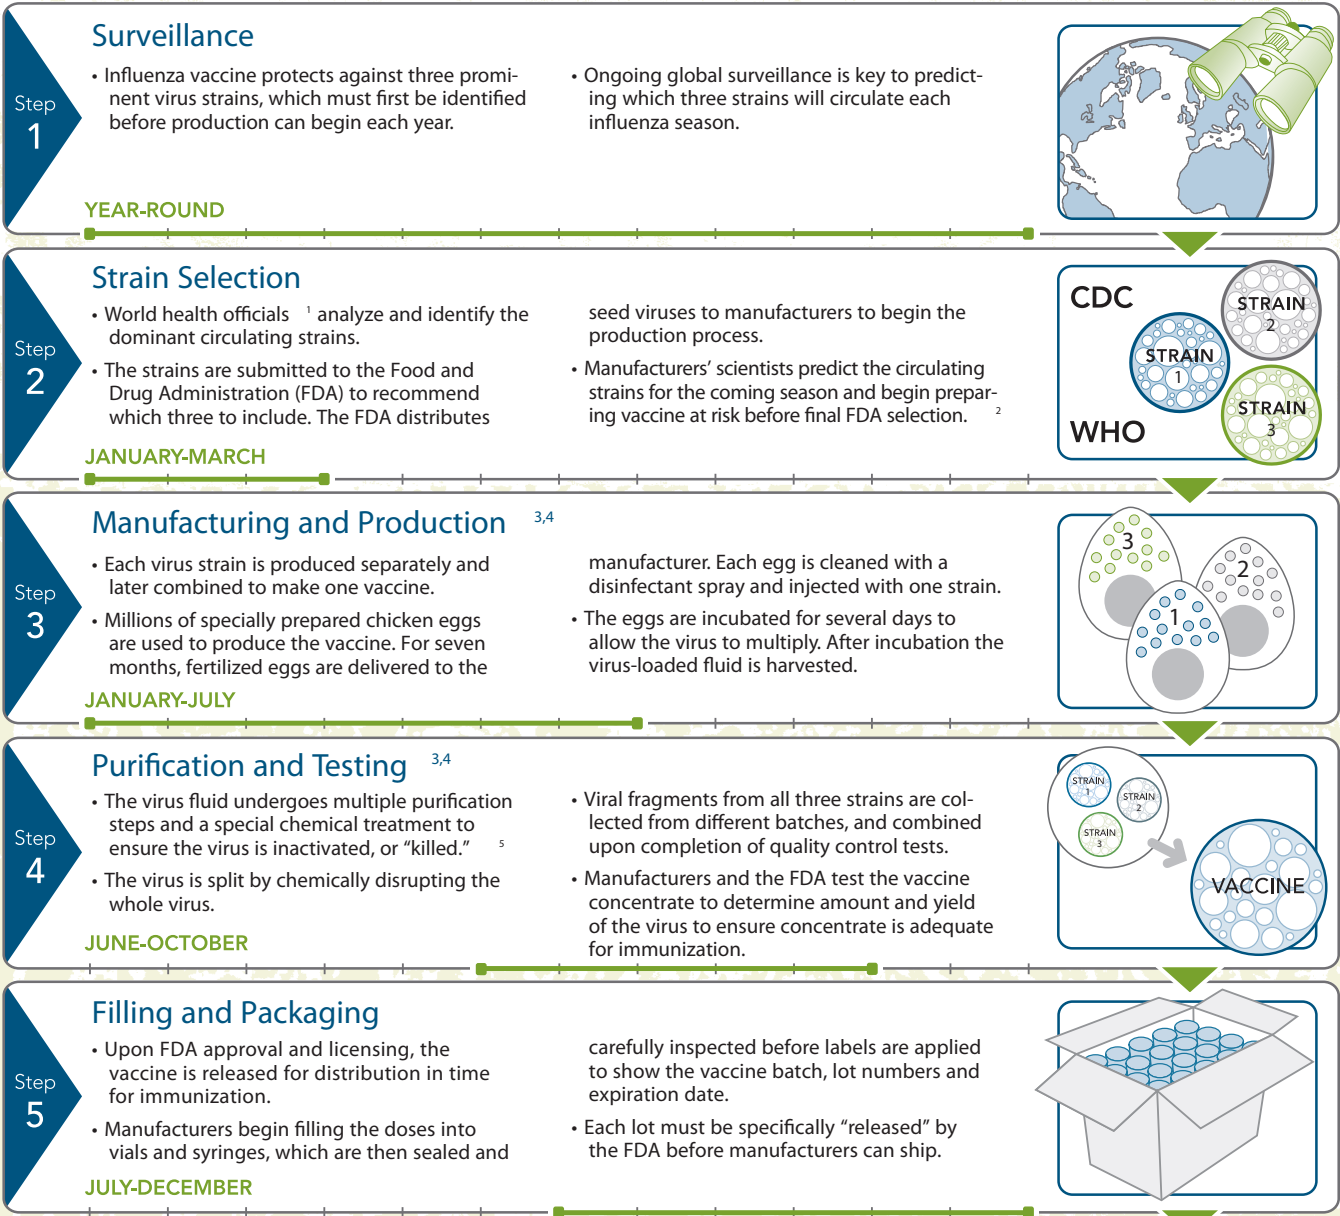 Step
1
Surveillance
• Influenza vaccine protects against three promi-
nent virus strains, which must first be identified
before production can begin each year.
• Ongoing global surveillance is key to predict-
ing which three strains will circulate each
influenza season.
YEAR-ROUND
Step
2
Strain Selection
• World health officials 1 analyze and identify the
dominant circulating strains.
• The strains are submitted to the Food and
Drug Administration (FDA) to recommend
which three to include. The FDA distributes
seed viruses to manufacturers to begin the
production process.
• Manufacturers’ scientists predict the circulating
strains for the coming season and begin prepar-
ing vaccine at risk before final FDA selection. 2
JANUARY-MARCH
CDC
WHO
STRAIN
1
STRAIN
2
STRAIN
3
Step
3
Manufacturing and Production 3,4
• Each virus strain is produced separately and
later combined to make one vaccine.
• Millions of specially prepared chicken eggs
are used to produce the vaccine. For seven
months, fertilized eggs are delivered to the
manufacturer. Each egg is cleaned with a
disinfectant spray and injected with one strain.
• The eggs are incubated for several days to
allow the virus to multiply. After incubation the
virus-loaded fluid is harvested.
JANUARY-JULY
3
2
1
Step
4
Purification and Testing 3,4
• The virus fluid undergoes multiple purification
steps and a special chemical treatment to
ensure the virus is inactivated, or “killed.” 5
• The virus is split by chemically disrupting the
whole virus.
• Viral fragments from all three strains are col-
lected from different batches, and combined
upon completion of quality control tests.
• Manufacturers and the FDA test the vaccine
concentrate to determine amount and yield
of the virus to ensure concentrate is adequate
for immunization.
JUNE-OCTOBER
STRAIN
1
STRAIN
2
STRAIN
3
VACCINE
Step
5
Filling and Packaging
• Upon FDA approval and licensing, the
vaccine is released for distribution in time
for immunization.
• Manufacturers begin filling the doses into
vials and syringes, which are then sealed and
carefully inspected before labels are applied
to show the vaccine batch, lot numbers and
expiration date.
• Each lot must be specifically “released” by
the FDA before manufacturers can ship.
JULY-DECEMBER